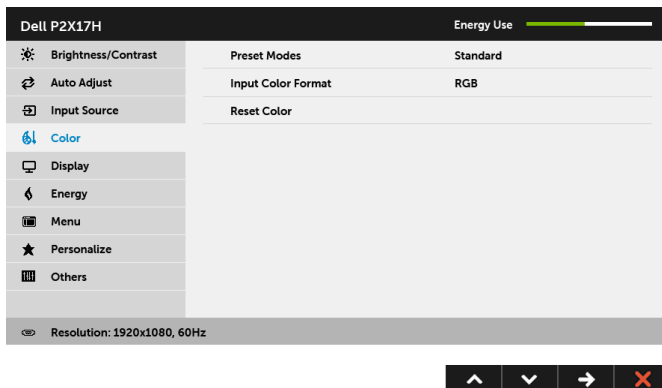 Dell P2X17H Energy Use
Brightness/Contrast Preset Modes Standard
Auto Adjust Input Color Format RGB
Input Source Reset Color
Color
Display
Energy
Menu
Personalize
Others
Resolution: 1920x1080, 60Hz